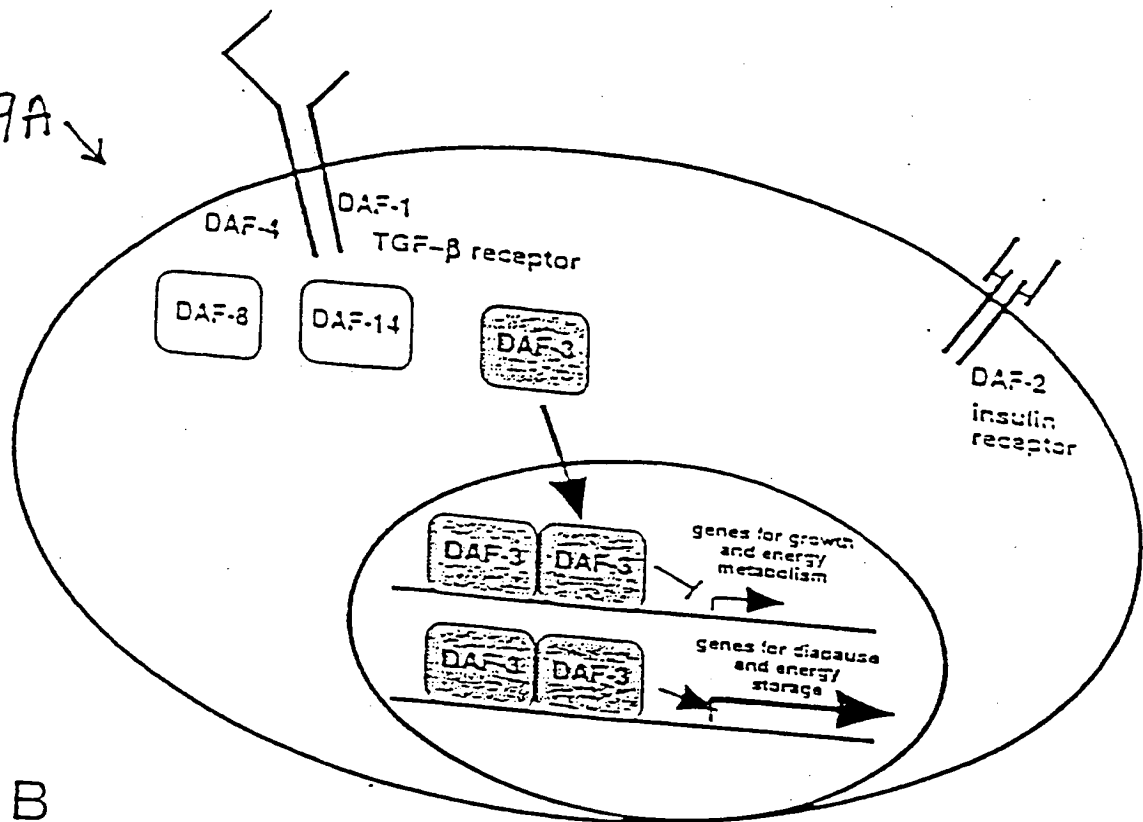 9A
DAF-4
DAF-1
TGF-β receptor
DAF-8
DAF-14
DAF-3
DAF-2
insulin
receptor
DAF-3
DAF-3
genes for growth
and energy
metabolism
DAF-3
DAF-3
genes for diapause
and energy
storage
B